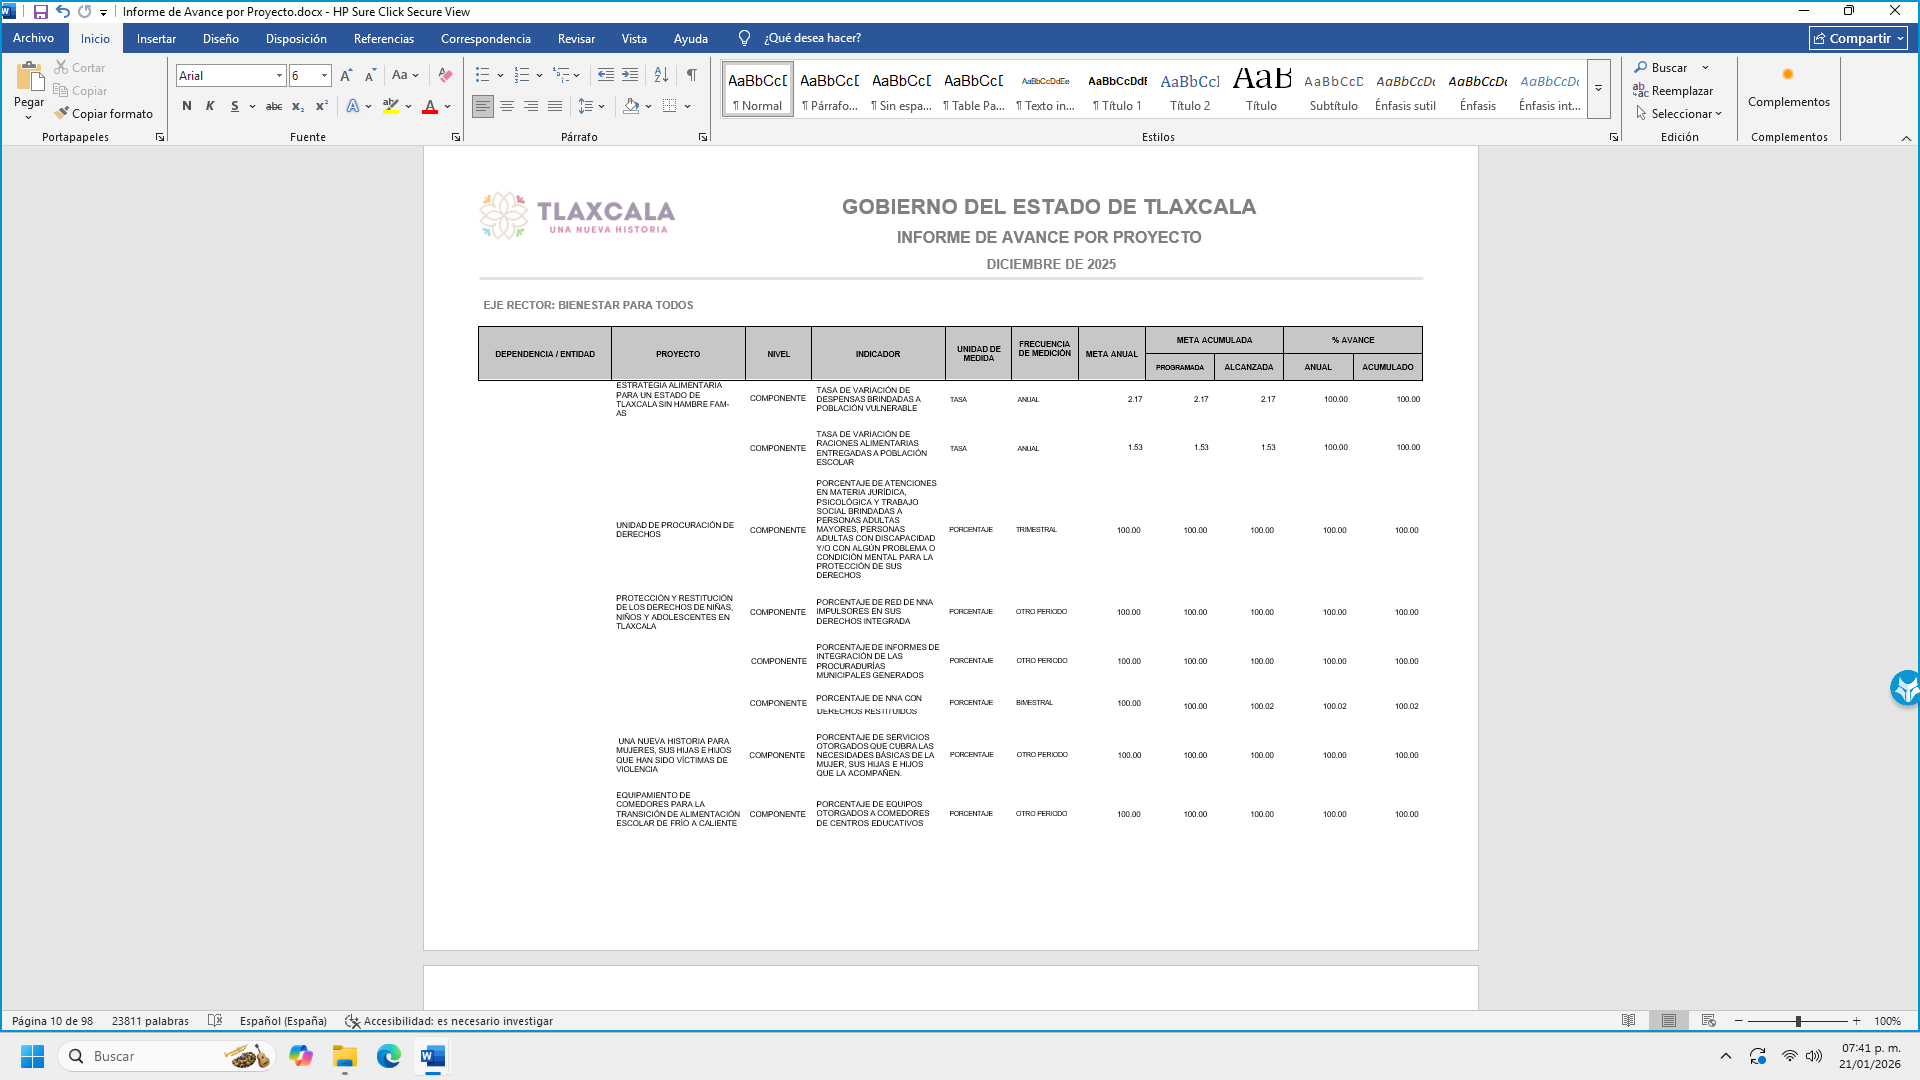 Informe de Avance por Proyecto.docx - HP Sure Click Secure View
Archivo Inicio Insertar Diseño Disposición Referencias Correspondencia Revisar Vista Ayuda ¿Qué desea hacer? Compartir
Pegar
Cortar
Copiar
Copiar formato
Portapapeles
Arial 6
Aa
N K S abc x₂ x²
Fuente
Párrafo
AaBbCcD ¶ Normal
AaBbCcD ¶ Párrafo...
AaBbCcD ¶ Sin espa...
AaBbCcD ¶ Table Pa...
AaBbCcDdEe ¶ Texto in...
AaBbCcDdE ¶ Título 1
AaBbCcI Título 2
AaB Título
AaBbCcD Subtítulo
AaBbCcDc Énfasis sutil
AaBbCcDc Énfasis
AaBbCcDc Énfasis int...
Estilos
Buscar
Reemplazar
Seleccionar
Edición
Complementos
Complementos
TLAXCALA
UNA NUEVA HISTORIA
GOBIERNO DEL ESTADO DE TLAXCALA
INFORME DE AVANCE POR PROYECTO
DICIEMBRE DE 2025
EJE RECTOR: BIENESTAR PARA TODOS
DEPENDENCIA / ENTIDAD PROYECTO NIVEL INDICADOR UNIDAD DE MEDIDA FRECUENCIA DE MEDICIÓN META ANUAL META ACUMULADA % AVANCE
PROGRAMADA ALCANZADA ANUAL ACUMULADO
ESTRATEGIA ALIMENTARIA
PARA UN ESTADO DE
TLAXCALA SIN HAMBRE FAM-
AS
COMPONENTE
TASA DE VARIACIÓN DE
DESPENSAS BRINDADAS A
POBLACIÓN VULNERABLE
TASA ANUAL 2.17 2.17 2.17 100.00 100.00
COMPONENTE
TASA DE VARIACIÓN DE
RACIONES ALIMENTARIAS
ENTREGADAS A POBLACIÓN
ESCOLAR
TASA ANUAL 1.53 1.53 1.53 100.00 100.00
UNIDAD DE PROCURACIÓN DE
DERECHOS
COMPONENTE
PORCENTAJE DE ATENCIONES
EN MATERIA JURÍDICA,
PSICOLÓGICA Y TRABAJO
SOCIAL BRINDADAS A
PERSONAS ADULTAS
MAYORES, PERSONAS
ADULTAS CON DISCAPACIDAD
Y/O CON ALGÚN PROBLEMA O
CONDICIÓN MENTAL PARA LA
PROTECCIÓN DE SUS
DERECHOS
PORCENTAJE TRIMESTRAL 100.00 100.00 100.00 100.00 100.00
PROTECCIÓN Y RESTITUCIÓN
DE LOS DERECHOS DE NIÑAS,
NIÑOS Y ADOLESCENTES EN
TLAXCALA
COMPONENTE
PORCENTAJE DE RED DE NNA
IMPULSORES EN SUS
DERECHOS INTEGRADA
PORCENTAJE OTRO PERIODO 100.00 100.00 100.00 100.00 100.00
COMPONENTE
PORCENTAJE DE INFORMES DE
INTEGRACIÓN DE LAS
PROCURADURÍAS
MUNICIPALES GENERADOS
PORCENTAJE OTRO PERIODO 100.00 100.00 100.00 100.00 100.00
COMPONENTE
PORCENTAJE DE NNA CON
DERECHOS RESTITUIDOS
PORCENTAJE BIMESTRAL 100.00 100.00 100.02 100.02 100.02
UNA NUEVA HISTORIA PARA
MUJERES, SUS HIJAS E HIJOS
QUE HAN SIDO VÍCTIMAS DE
VIOLENCIA
COMPONENTE
PORCENTAJE DE SERVICIOS
OTORGADOS QUE CUBRA LAS
NECESIDADES BÁSICAS DE LA
MUJER, SUS HIJAS E HIJOS
QUE LA ACOMPAÑEN.
PORCENTAJE OTRO PERIODO 100.00 100.00 100.00 100.00 100.00
EQUIPAMIENTO DE
COMEDORES PARA LA
TRANSICIÓN DE ALIMENTACIÓN
ESCOLAR DE FRÍO A CALIENTE
COMPONENTE
PORCENTAJE DE EQUIPOS
OTORGADOS A COMEDORES
DE CENTROS EDUCATIVOS
PORCENTAJE OTRO PERIODO 100.00 100.00 100.00 100.00 100.00
Página 10 de 98 23811 palabras Español (España) Accesibilidad: es necesario investigar 100%
Buscar
07:41 p. m.
21/01/2026